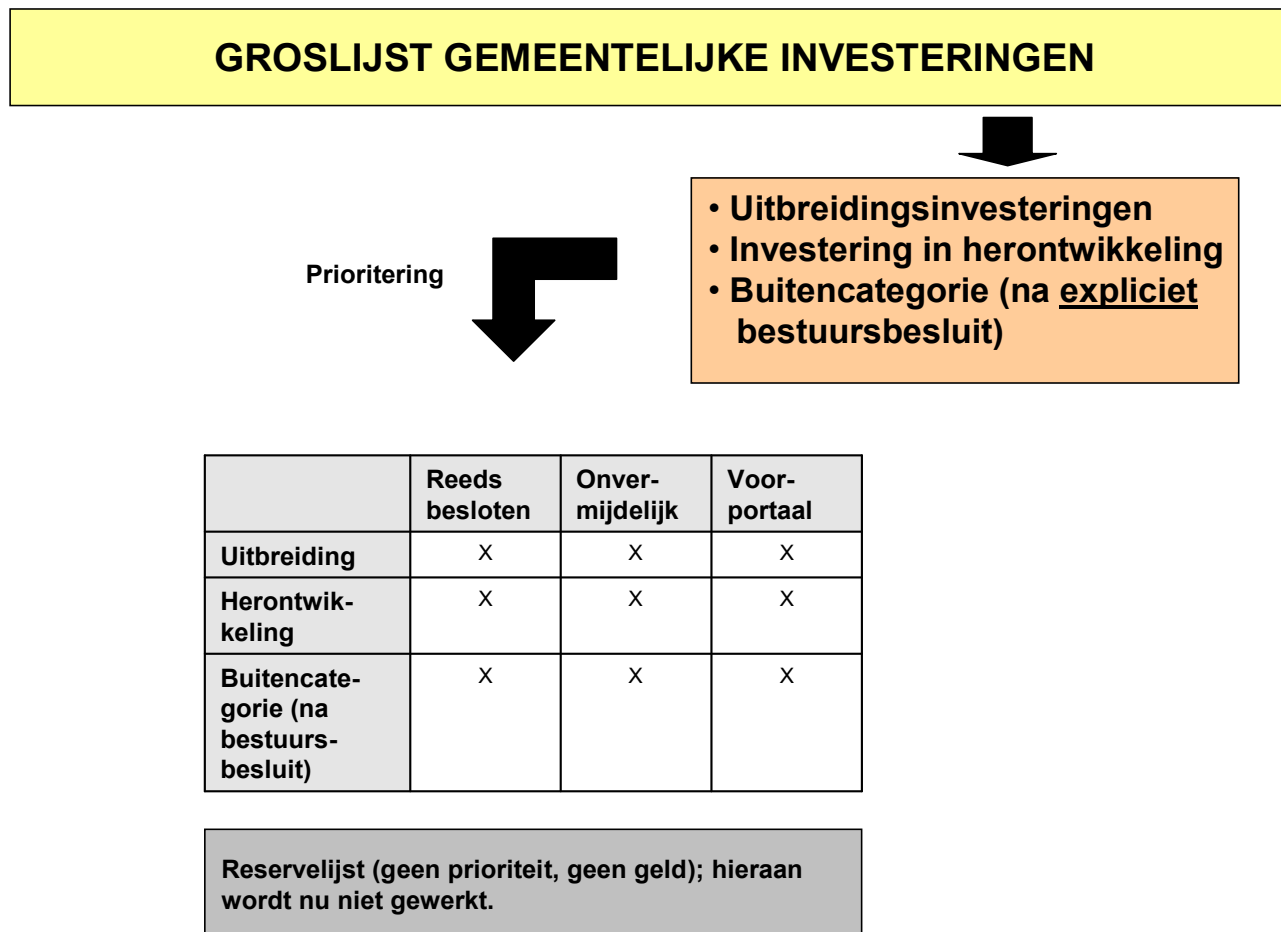 GROSLIJST GEMEENTELIJKE INVESTERINGEN
• Uitbreidingsinvesteringen
• Investering in herontwikkeling
• Buitencategorie (na expliciet
bestuursbesluit)
Prioritering
Reeds
besloten
Onver-
mijdelijk
Voor-
portaal
Uitbreiding
X X X
Herontwik-
keling
X X X
Buitencate-
gorie (na
bestuurs-
besluit)
X X X
Reservelijst (geen prioriteit, geen geld); hieraan
wordt nu niet gewerkt.